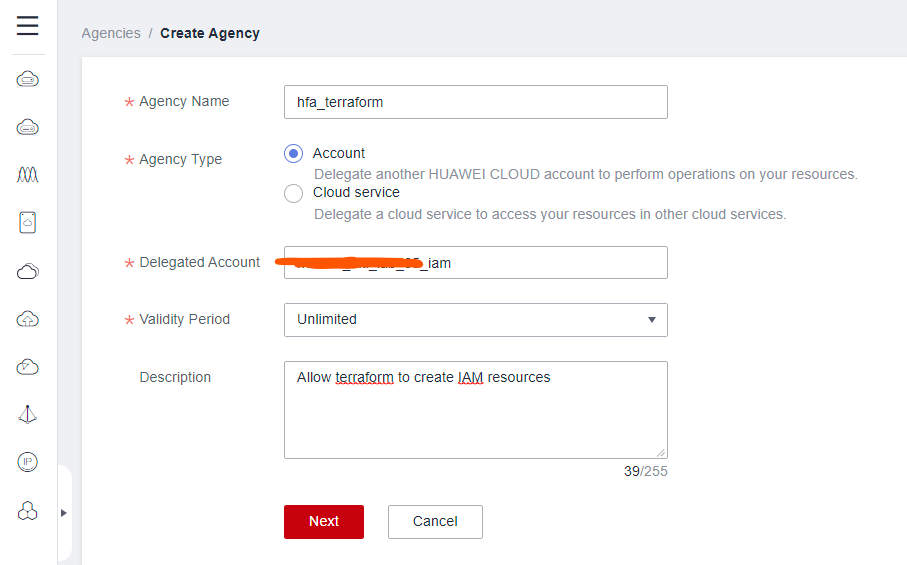 Agencies / Create Agency
* Agency Name hfa_terraform
* Agency Type Account
Delegate another HUAWEI CLOUD account to perform operations on your resources.
Cloud service
Delegate a cloud service to access your resources in other cloud services.
* Delegated Account _iam
* Validity Period Unlimited
Description Allow terraform to create IAM resources
39/255
Next Cancel
IP